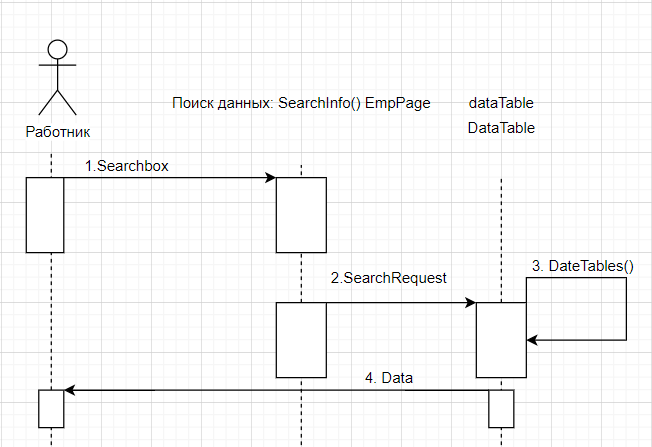 Поиск данных: SearchInfo() EmpPage
dataTable
DataTable
Работник
1.Searchbox
3. DateTables()
2.SearchRequest
4. Data